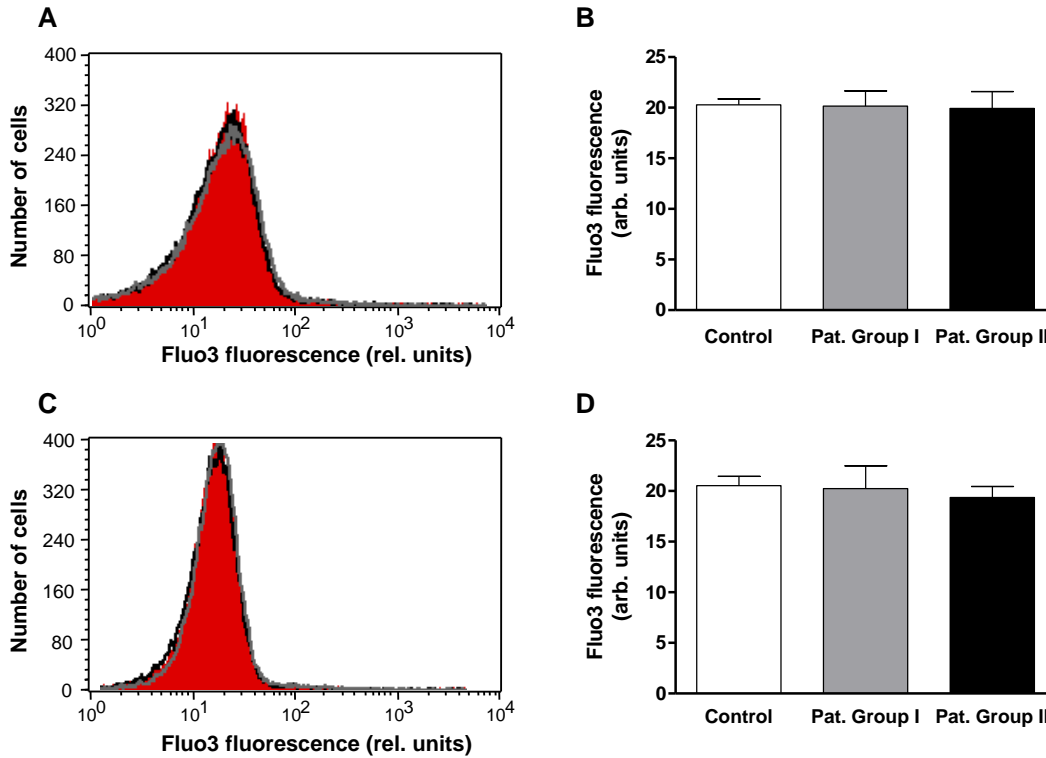 A
400
320
240
160
80
0
Number of cells
10^0 10^1 10^2 10^3 10^4
Fluo3 fluorescence (rel. units)
B
25
20
15
10
5
0
Fluo3 fluorescence
(arb. units)
Control Pat. Group I Pat. Group II
C
400
320
240
160
80
0
Number of cells
10^0 10^1 10^2 10^3 10^4
Fluo3 fluorescence (rel. units)
D
25
20
15
10
5
0
Fluo3 fluorescence
(arb. units)
Control Pat. Group I Pat. Group II